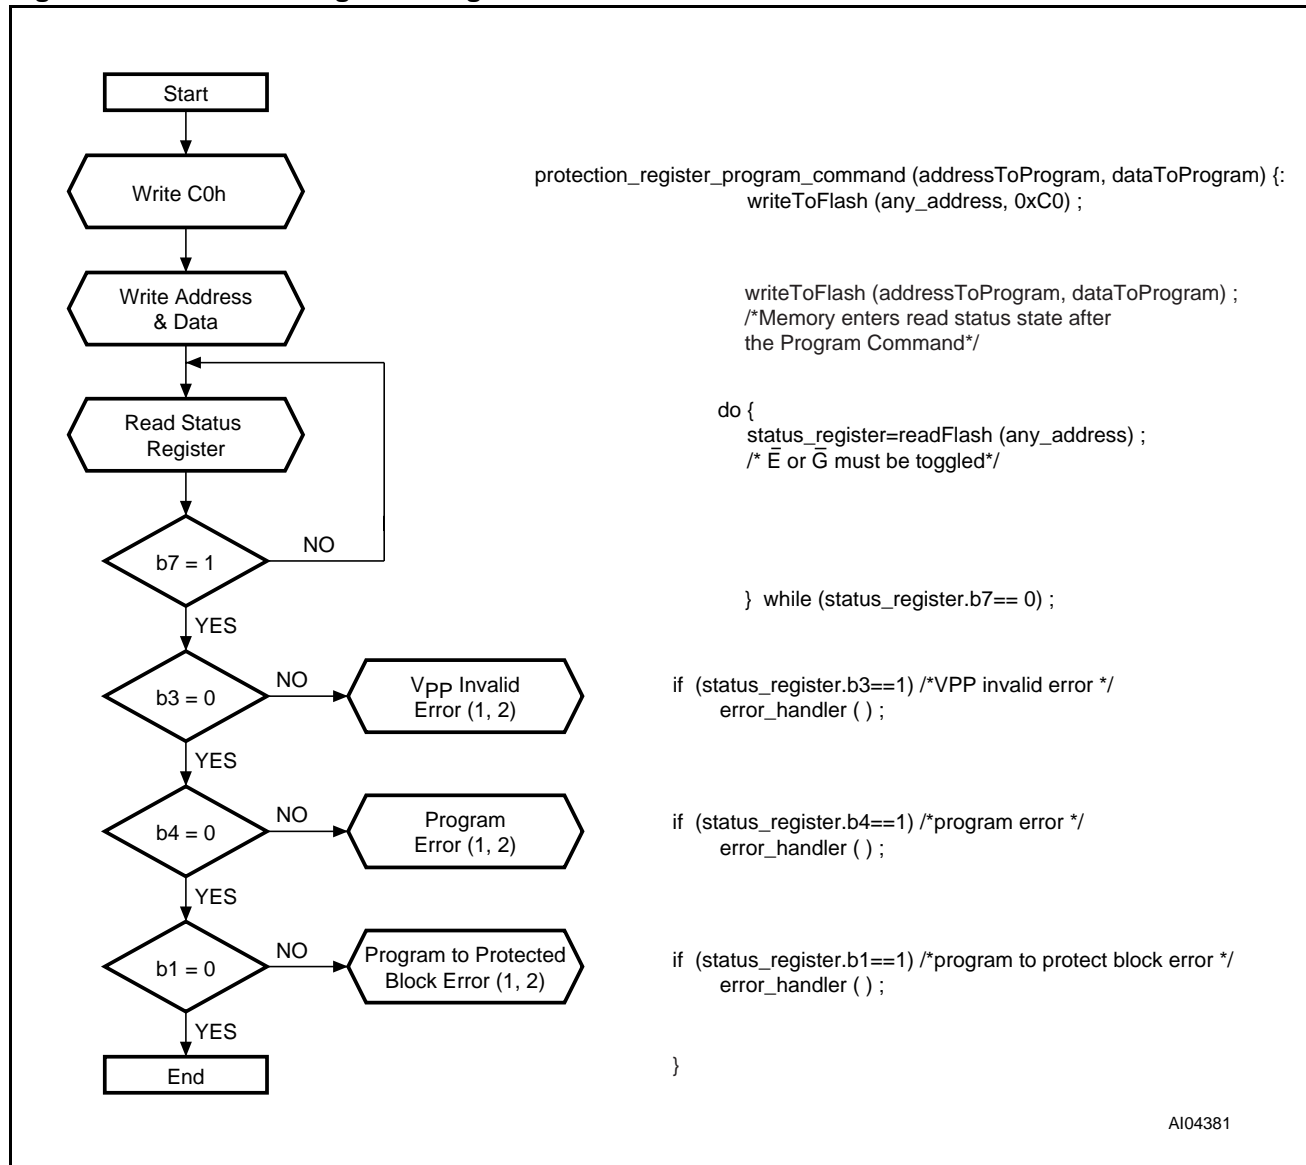 Start
Write C0h
protection_register_program_command (addressToProgram, dataToProgram) {:
writeToFlash (any_address, 0xC0) ;
Write Address
& Data
writeToFlash (addressToProgram, dataToProgram) ;
/*Memory enters read status state after
the Program Command*/
Read Status
Register
do {
status_register=readFlash (any_address) ;
/* E̅ or G̅ must be toggled*/
b7 = 1
NO
} while (status_register.b7== 0) ;
YES
b3 = 0
NO
VPP Invalid
Error (1, 2)
if (status_register.b3==1) /*VPP invalid error */
error_handler ( ) ;
YES
b4 = 0
NO
Program
Error (1, 2)
if (status_register.b4==1) /*program error */
error_handler ( ) ;
YES
b1 = 0
NO
Program to Protected
Block Error (1, 2)
if (status_register.b1==1) /*program to protect block error */
error_handler ( ) ;
YES
End
}
AI04381